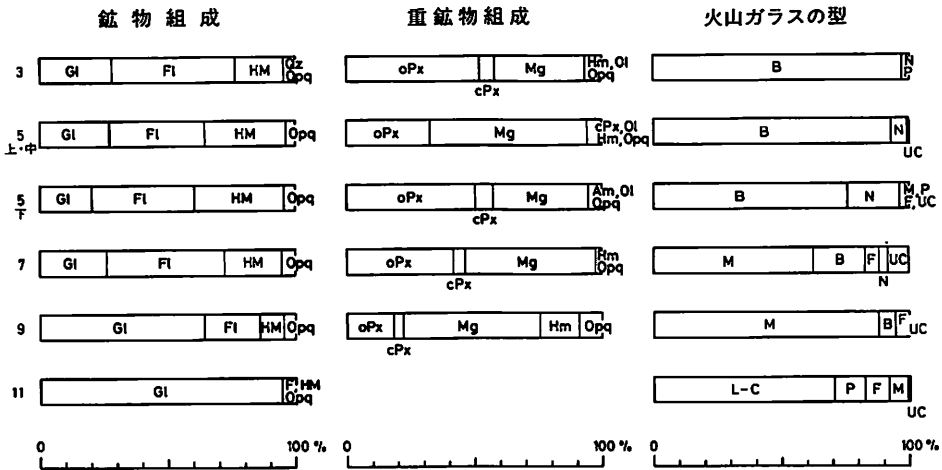 鉱物組成 重鉱物組成 火山ガラスの型
3 Gl Fl HM Qz Opq oPx cPx Mg Hm, Ol Opq B N P
5 上・中 Gl Fl HM Opq oPx Mg cPx, Ol Hm, Opq B N UC
5 下 Gl Fl HM Opq oPx cPx Mg Am, Ol Opq B N M, P F, UC
7 Gl Fl HM Opq oPx cPx Mg Hm Opq M B F N UC
9 Gl Fl HM Opq oPx cPx Mg Hm Opq M B F UC
11 Gl Fl, HM Opq L-C P F M UC
0 100 % 0 100 % 0 100 %